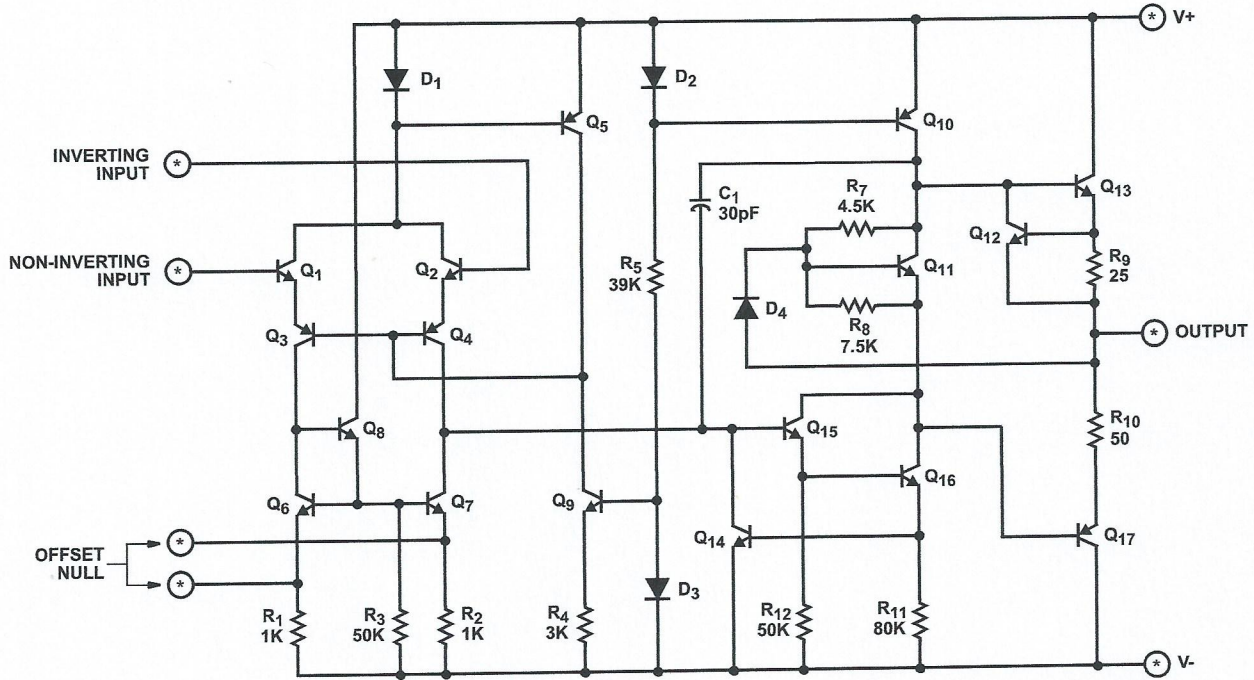 V+
D1
D2
Q5
Q10
INVERTING
INPUT
Q13
C1
30pF
R7
4.5K
Q12
NON-INVERTING
INPUT
Q1
Q2
R5
39K
Q11
R9
25
D4
Q3
Q4
R8
7.5K
OUTPUT
Q8
Q15
R10
50
Q6
Q7
Q9
Q16
Q14
Q17
OFFSET
NULL
D3
R1
1K
R3
50K
R2
1K
R4
3K
R12
50K
R11
80K
V-